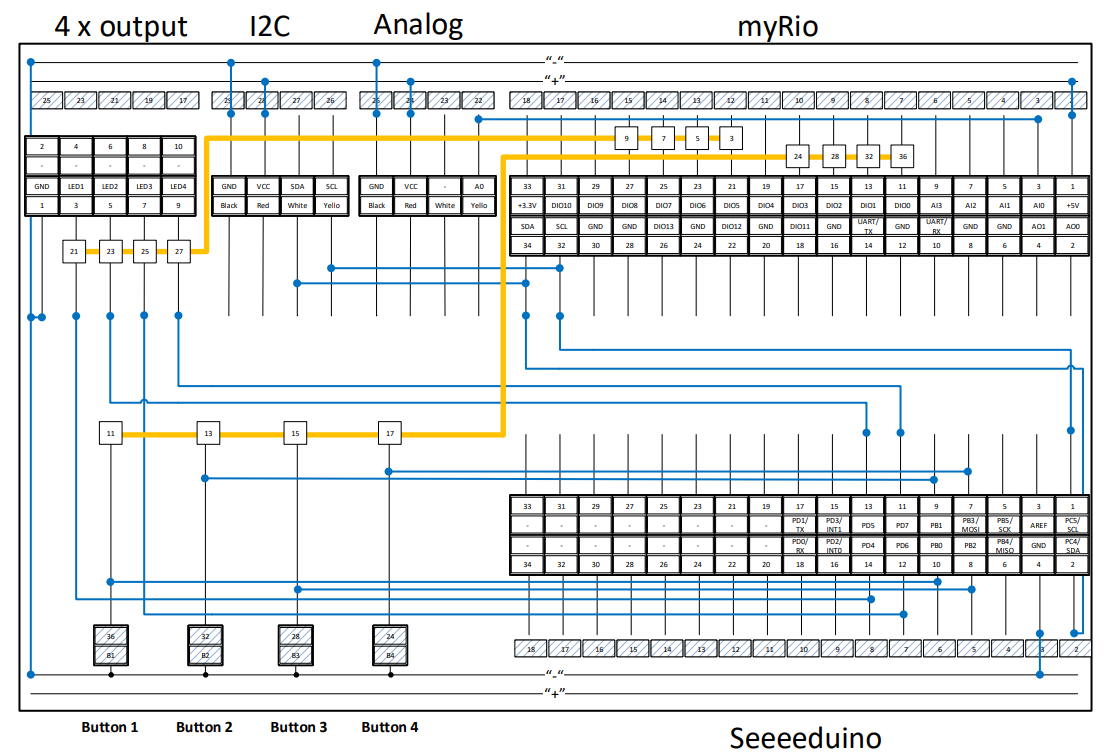 4 x output I2C Analog myRio
“-“
“+”
25 23 21 19 17 29 28 27 26 25 24 23 22 18 17 16 15 14 13 12 11 10 9 8 7 6 5 4 3 2
9 7 5 3
2 4 6 8 10
24 28 32 36
- - - - -
GND LED1 LED2 LED3 LED4 GND VCC SDA SCL GND VCC - A0 33 31 29 27 25 23 21 19 17 15 13 11 9 7 5 3 1
1 3 5 7 9 Black Red White Yello Black Red White Yello +3.3V DIO10 DIO9 DIO8 DIO7 DIO6 DIO5 DIO4 DIO3 DIO2 DIO1 DIO0 AI3 AI2 AI1 AI0 +5V
SDA SCL GND GND DIO13 GND DIO12 GND DIO11 GND UART/TX GND UART/RX GND GND AO1 AO0
34 32 30 28 26 24 22 20 18 16 14 12 10 8 6 4 2
21 23 25 27
11 13 15 17
33 31 29 27 25 23 21 19 17 15 13 11 9 7 5 3 1
- - - - - - - - PD1/TX PD3/INT1 PD5 PD7 PB1 PB3/MOSI PB5/SCK AREF PC5/SCL
- - - - - - - - PD0/RX PD2/INT0 PD4 PD6 PB0 PB2 PB4/MISO GND PC4/SDA
34 32 30 28 26 24 22 20 18 16 14 12 10 8 6 4 2
36 32 28 24
B1 B2 B3 B4
18 17 16 15 14 13 12 11 10 9 8 7 6 5 4 3 2
“-“
“+”
Button 1 Button 2 Button 3 Button 4
Seeeeduino